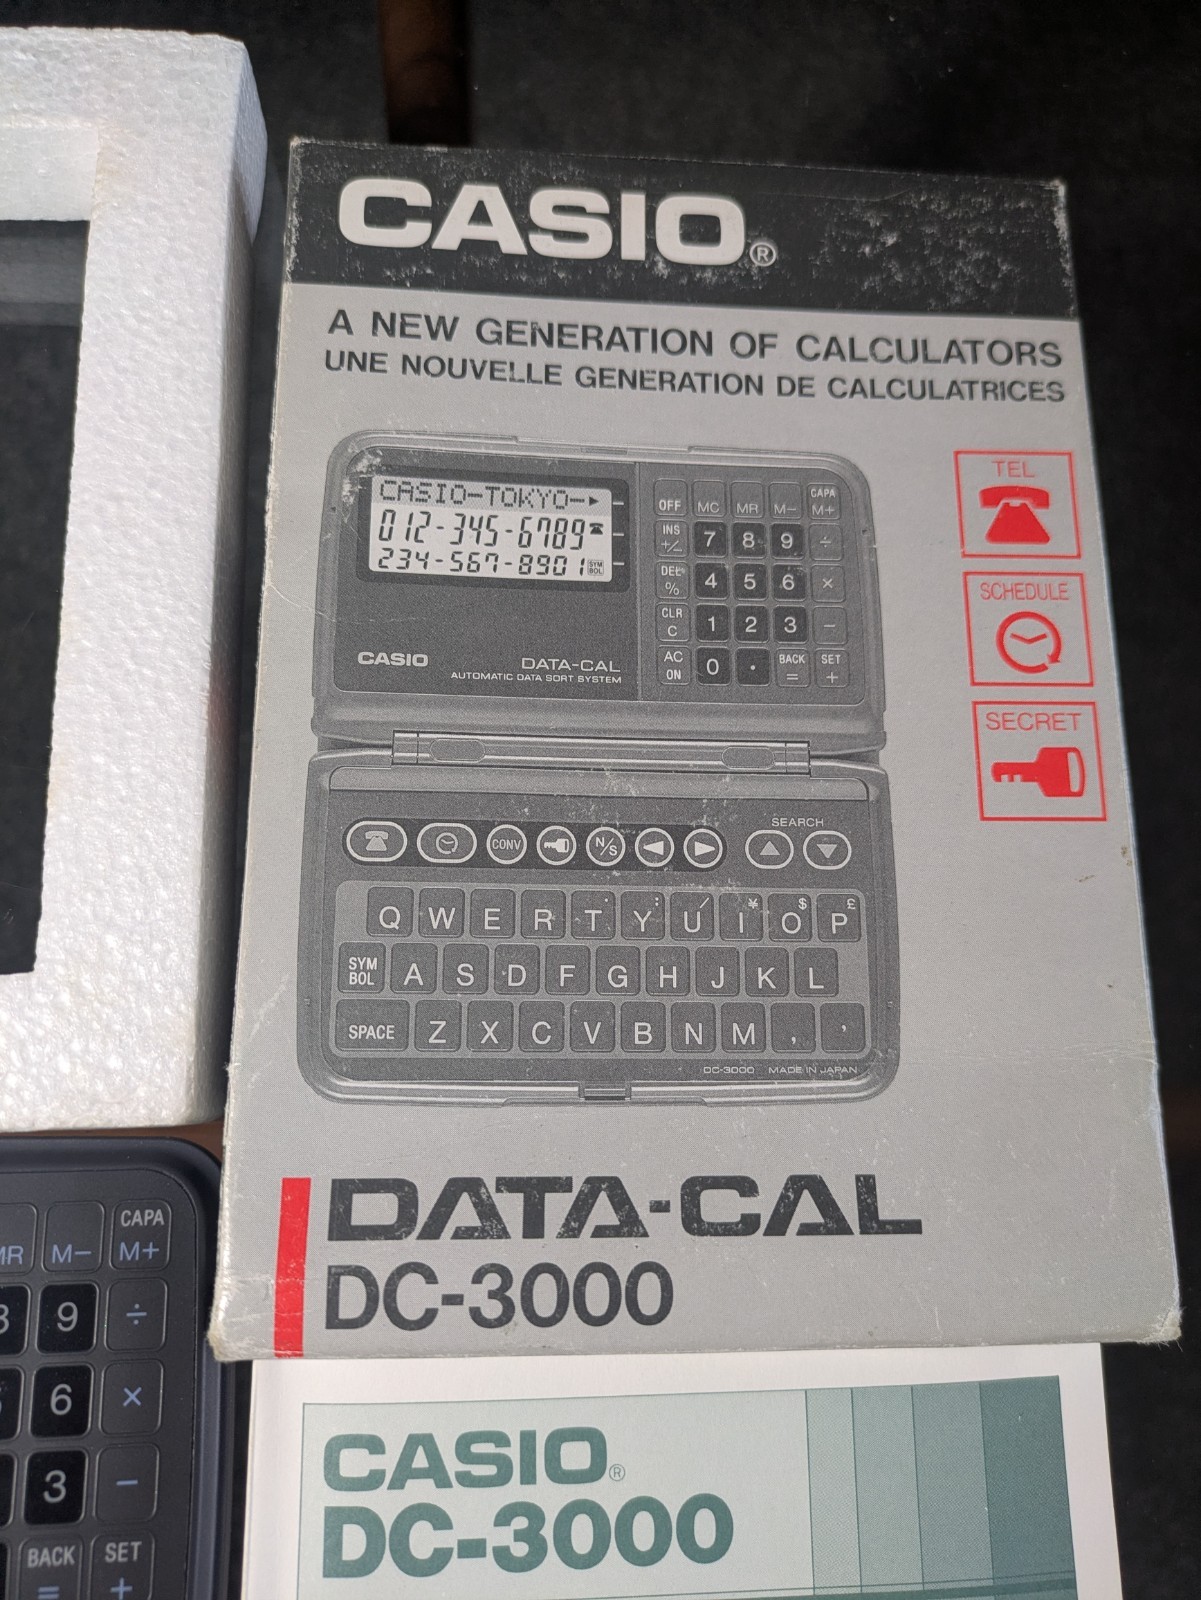 CASIO®
A NEW GENERATION OF CALCULATORS
UNE NOUVELLE GENERATION DE CALCULATRICES
TEL
SCHEDULE
SECRET
CASIO-TOKYO-►
012-345-6789
234-567-8901 SYM BOL
CASIO DATA-CAL
AUTOMATIC DATA SORT SYSTEM
OFF MC MR M− CAPA M+
INS +/− 7 8 9 ÷
DEL % 4 5 6 ×
CLR C 1 2 3 −
AC ON 0 · BACK = SET +
SEARCH
CONV N/S ◄ ► ▲ ▼
Q W E R T · Y : U / I ¥ O $ P £
SYM BOL A S D F G H J K L
SPACE Z X C V B N M , '
DC-3000 MADE IN JAPAN
DATA-CAL
DC-3000
CASIO®
DC-3000
MR M− CAPA M+
9 ÷
6 ×
3 −
BACK = SET +